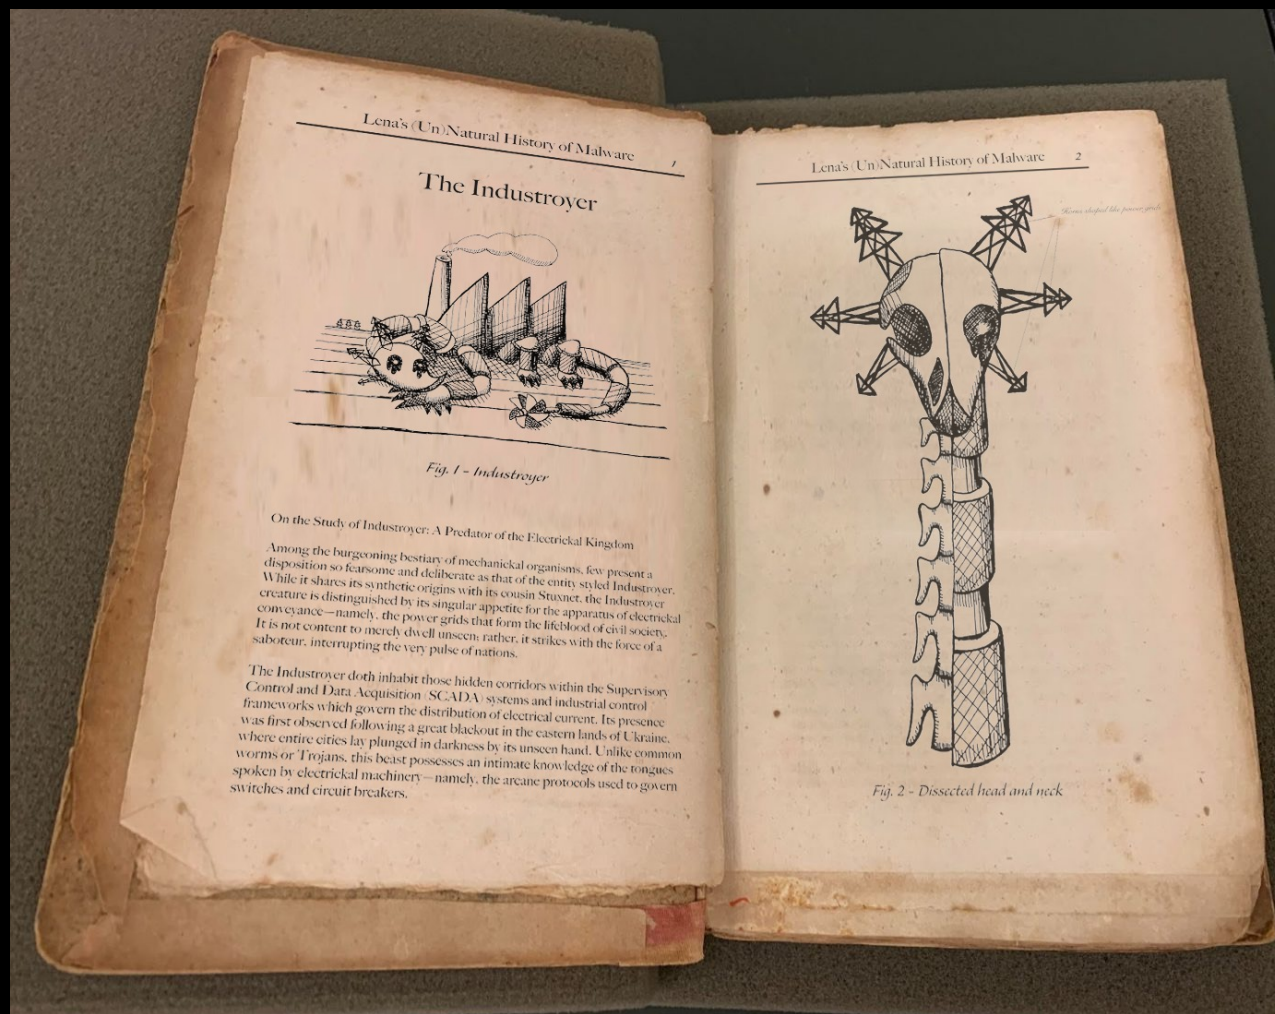 Lena's (Un)Natural History of Malware 1
The Industroyer
Fig. 1 - Industroyer
On the Study of Industroyer: A Predator of the Electrickal Kingdom
Among the burgeoning bestiary of mechanickal organisms, few present a
disposition so fearsome and deliberate as that of the entity styled Industroyer.
While it shares its synthetic origins with its cousin Stuxnet, the Industroyer
creature is distinguished by its singular appetite for the apparatus of electrickal
conveyance—namely, the power grids that form the lifeblood of civil society.
It is not content to merely dwell unseen; rather, it strikes with the force of a
saboteur, interrupting the very pulse of nations.
The Industroyer doth inhabit those hidden corridors within the Supervisory
Control and Data Acquisition (SCADA) systems and industrial control
frameworks which govern the distribution of electrical current. Its presence
was first observed following a great blackout in the eastern lands of Ukraine,
where entire cities lay plunged in darkness by its unseen hand. Unlike common
worms or Trojans, this beast possesses an intimate knowledge of the tongues
spoken by electrickal machinery—namely, the arcane protocols used to govern
switches and circuit breakers.
Lena's (Un)Natural History of Malware 2
Horns shaped like power grids
Fig. 2 - Dissected head and neck